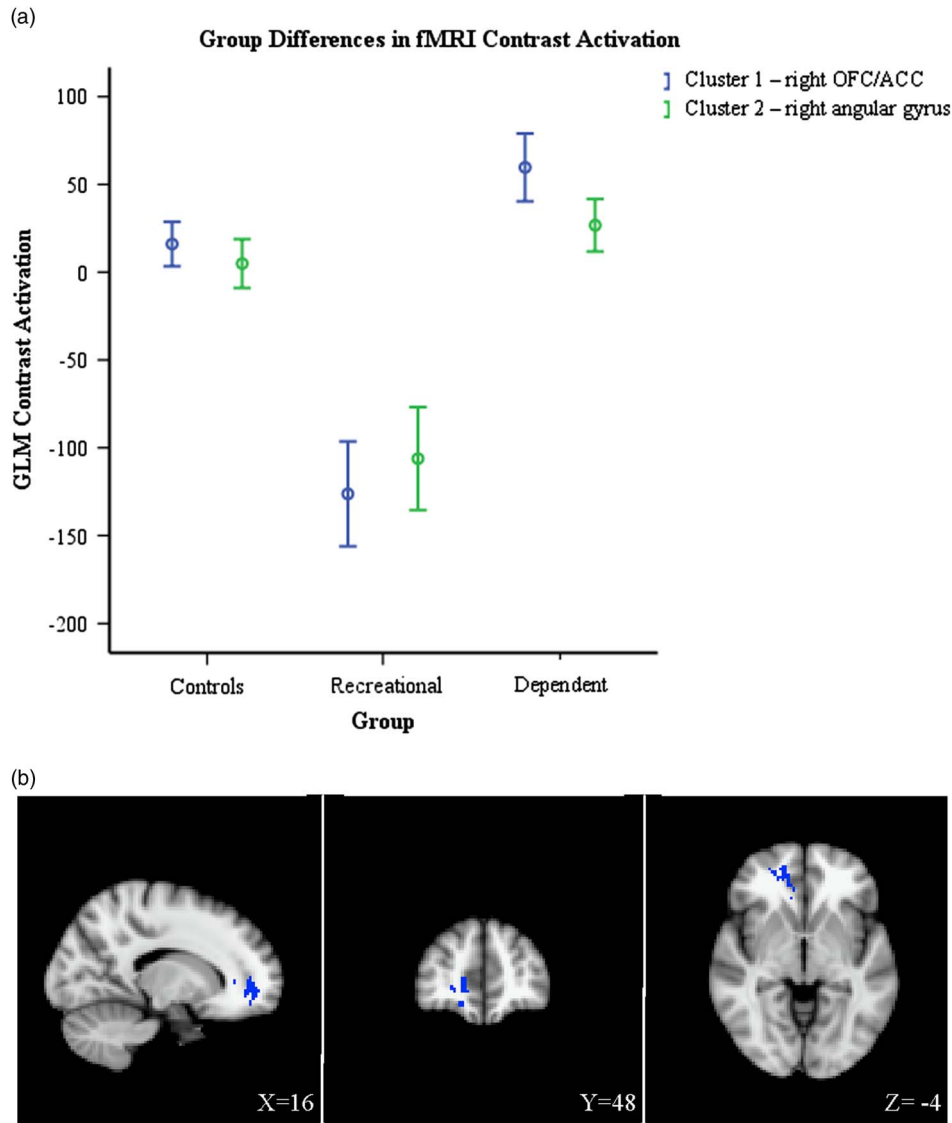 (a)
Group Differences in fMRI Contrast Activation
Cluster 1 – right OFC/ACC
Cluster 2 – right angular gyrus
100
50
0
-50
-100
-150
-200
GLM Contrast Activation
Controls
Recreational
Dependent
Group
(b)
X=16
Y=48
Z= -4